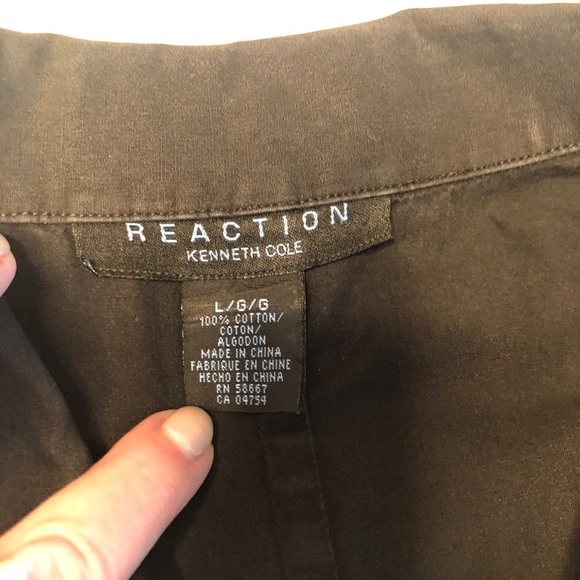 REACTION
KENNETH COLE
L/G/G
100% COTTON/
COTON/
ALGODON
MADE IN CHINA
FABRIQUE EN CHINE
HECHO EN CHINA
RN 58667
CA 04754